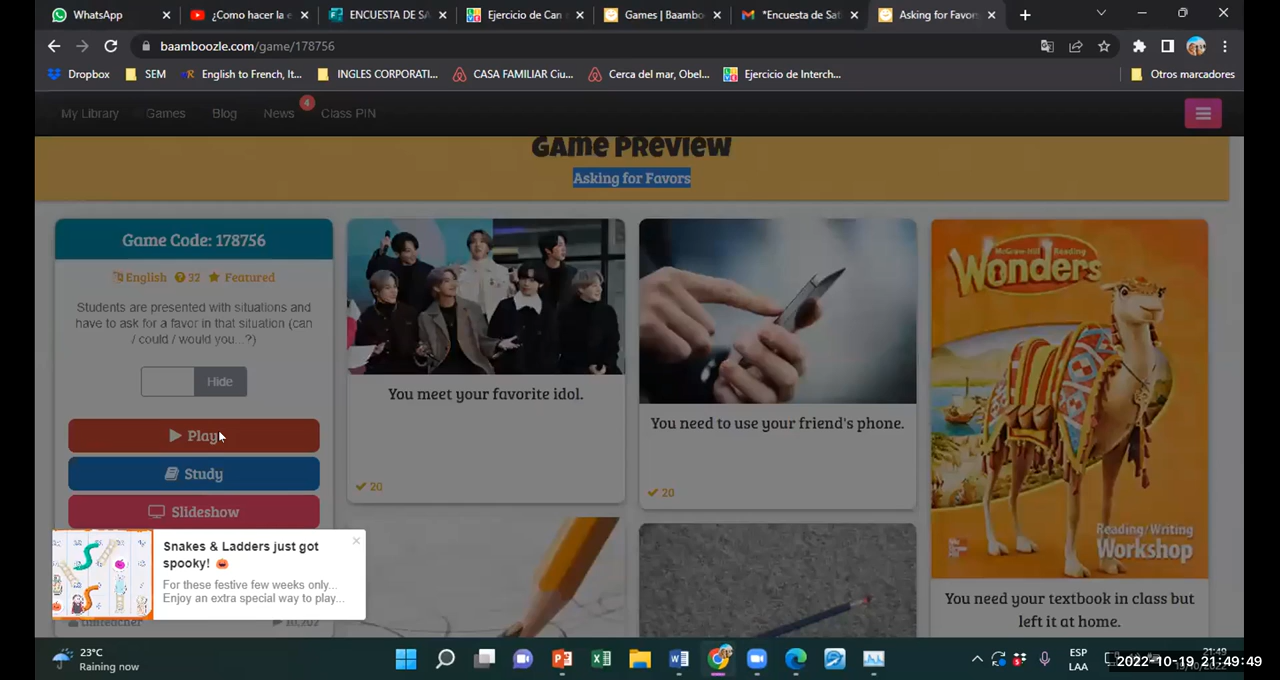 WhatsApp
¿Como hacer la e
ENCUESTA DE SA
Ejercicio de Can e
Games | Baambo
*Encuesta de Sat
Asking for Favor
baamboozle.com/game/178756
Dropbox
SEM
English to French, It...
INGLES CORPORATI...
CASA FAMILIAR Ciu...
Cerca del mar, Obel...
Ejercicio de Interch...
Otros marcadores
My Library
Games
Blog
News
4
Class PIN
Game Preview
Asking for Favors
Game Code: 178756
English 32 Featured
Students are presented with situations and
have to ask for a favor in that situation (can
/ could / would you...?)
Hide
Play
Study
Slideshow
Snakes & Ladders just got
spooky!
For these festive few weeks only...
Enjoy an extra special way to play...
10,202
You meet your favorite idol.
20
You need to use your friend's phone.
20
McGraw-Hill Reading
Wonders
Reading/Writing
Workshop
You need your textbook in class but
left it at home.
23°C
Raining now
ESP
LAA
21:49
2022-10-19, 21:49:49